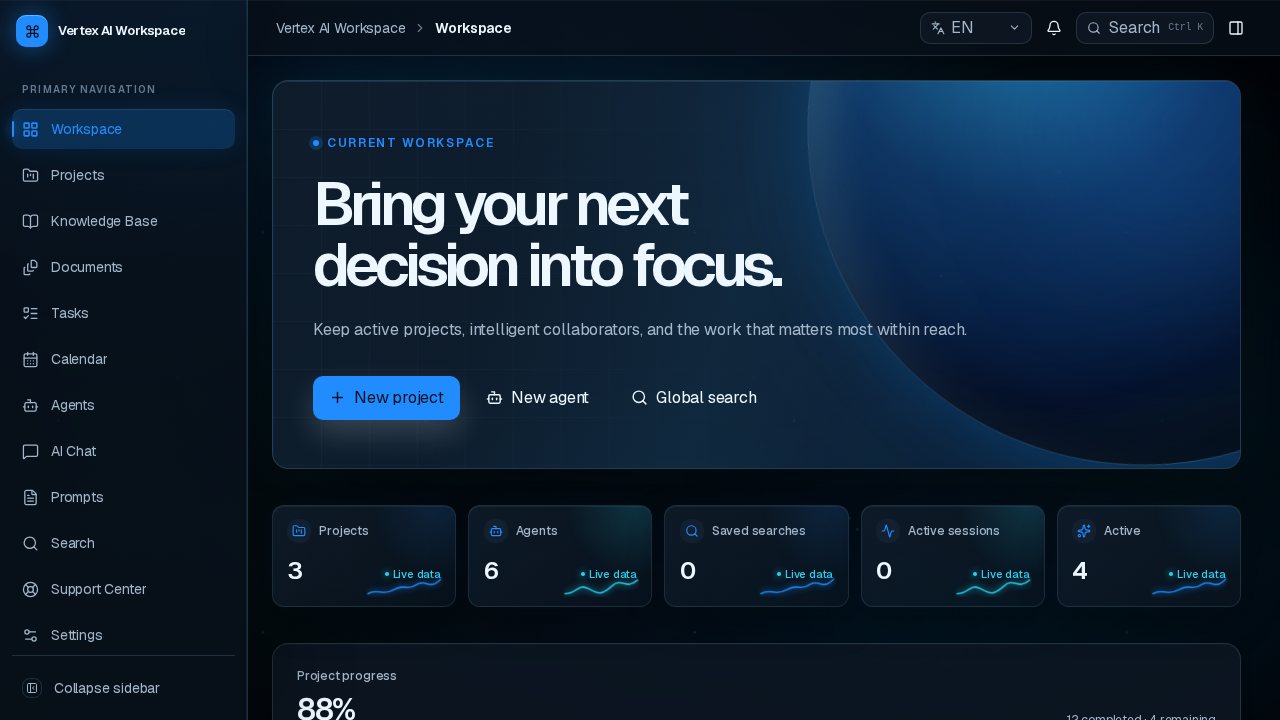 Vertex AI Workspace
Vertex AI Workspace
Workspace
EN
Search
Ctrl K
PRIMARY NAVIGATION
Workspace
Projects
Knowledge Base
Documents
Tasks
Calendar
Agents
AI Chat
Prompts
Search
Support Center
Settings
Collapse sidebar
CURRENT WORKSPACE
Bring your next
decision into focus.
Keep active projects, intelligent collaborators, and the work that matters most within reach.
New project
New agent
Global search
Projects
3
Live data
Agents
6
Live data
Saved searches
0
Live data
Active sessions
0
Live data
Active
4
Live data
Project progress
88%
12 completed · 4 remaining